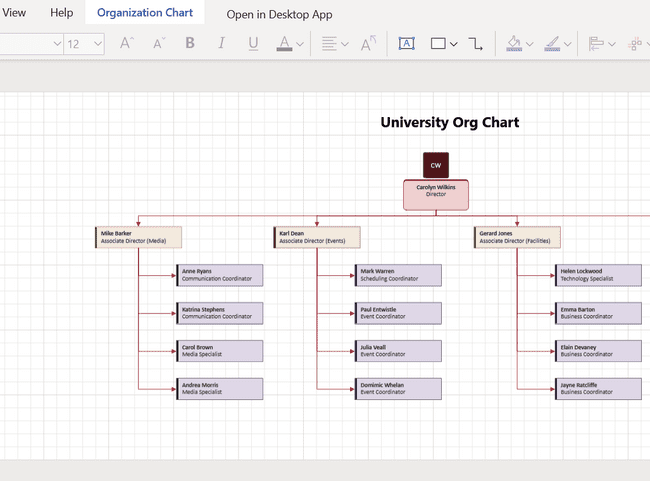 View Help Organization Chart Open in Desktop App
12 A A B I U A A A
University Org Chart
CW
Carolyn Wilkins
Director
Mike Barker
Associate Director (Media)
Karl Dean
Associate Director (Events)
Gerard Jones
Associate Director (Facilities)
Anne Ryans
Communication Coordinator
Katrina Stephens
Communication Coordinator
Carol Brown
Media Specialist
Andrea Morris
Media Specialist
Mark Warren
Scheduling Coordinator
Paul Entwistle
Event Coordinator
Julia Veall
Event Coordinator
Domimic Whelan
Event Coordinator
Helen Lockwood
Technology Specialist
Emma Barton
Business Coordinator
Elain Devaney
Business Coordinator
Jayne Ratcliffe
Business Coordinator